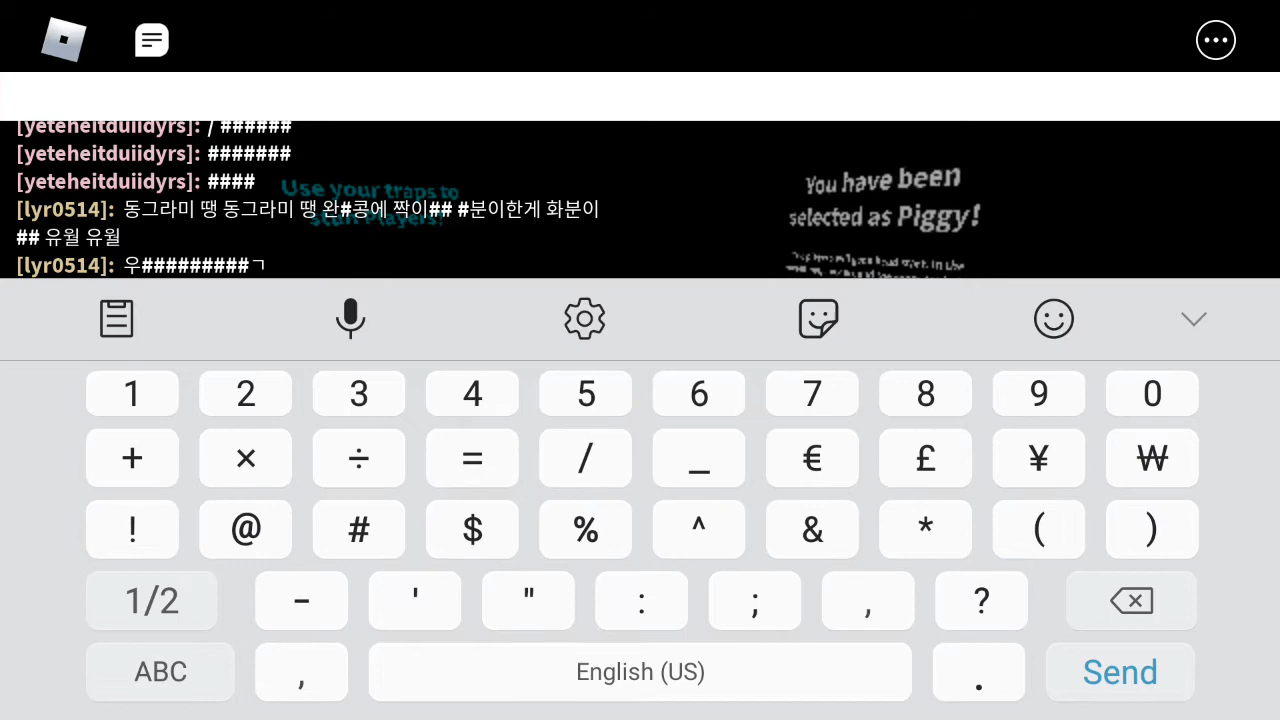 [yeteheitduiidyrs]: / ######
[yeteheitduiidyrs]: #######
[yeteheitduiidyrs]: ####
Use your traps to
stun Players!
[lyr0514]: 동그라미 땡 동그라미 땡 완#콩에 짝이## #분이한게 화분이
## 유월 유월
[lyr0514]: 우#########ㄱ
You have been
selected as Piggy!
1 2 3 4 5 6 7 8 9 0
+ × ÷ = / _ € £ ¥ ₩
! @ # $ % ^ & * ( )
1/2 - ' " : ; , ?
ABC , English (US) . Send